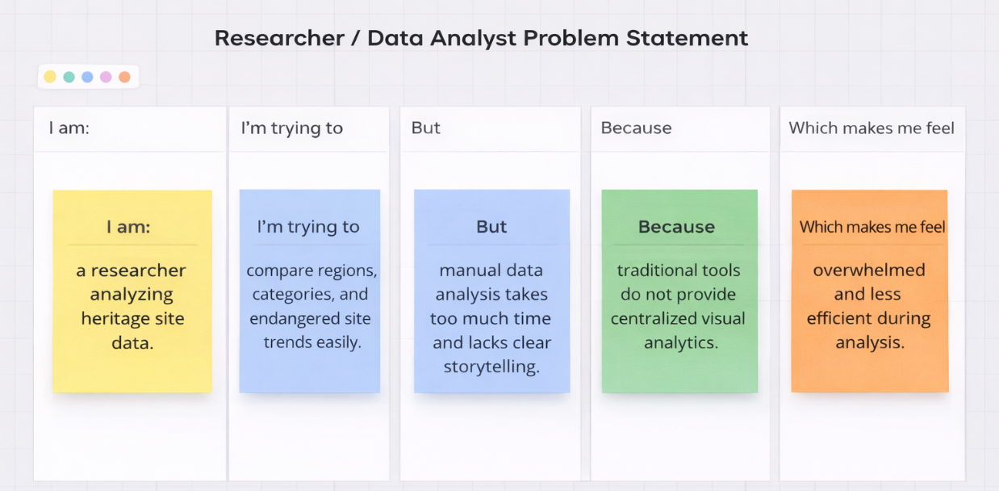 Researcher / Data Analyst Problem Statement
I am:
I'm trying to
But
Because
Which makes me feel
I am:
a researcher
analyzing
heritage site
data.
I'm trying to
compare regions,
categories, and
endangered site
trends easily.
But
manual data
analysis takes
too much time
and lacks clear
storytelling.
Because
traditional tools
do not provide
centralized visual
analytics.
Which makes me feel
overwhelmed
and less
efficient during
analysis.